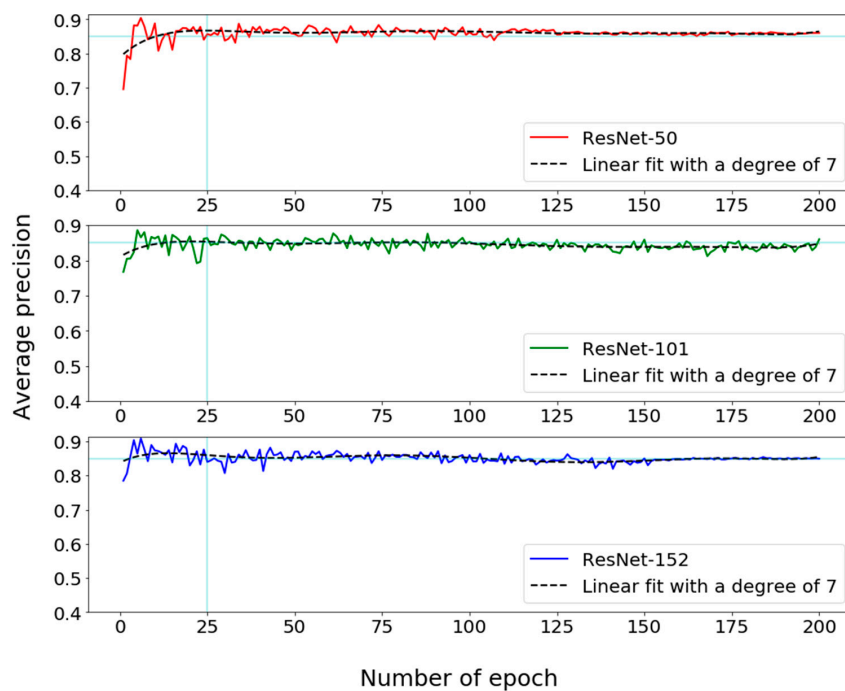 Average precision
0.9
0.8
0.7
0.6
0.5
0.4
0 25 50 75 100 125 150 175 200
ResNet-50
Linear fit with a degree of 7
0.9
0.8
0.7
0.6
0.5
0.4
0 25 50 75 100 125 150 175 200
ResNet-101
Linear fit with a degree of 7
0.9
0.8
0.7
0.6
0.5
0.4
0 25 50 75 100 125 150 175 200
ResNet-152
Linear fit with a degree of 7
Number of epoch